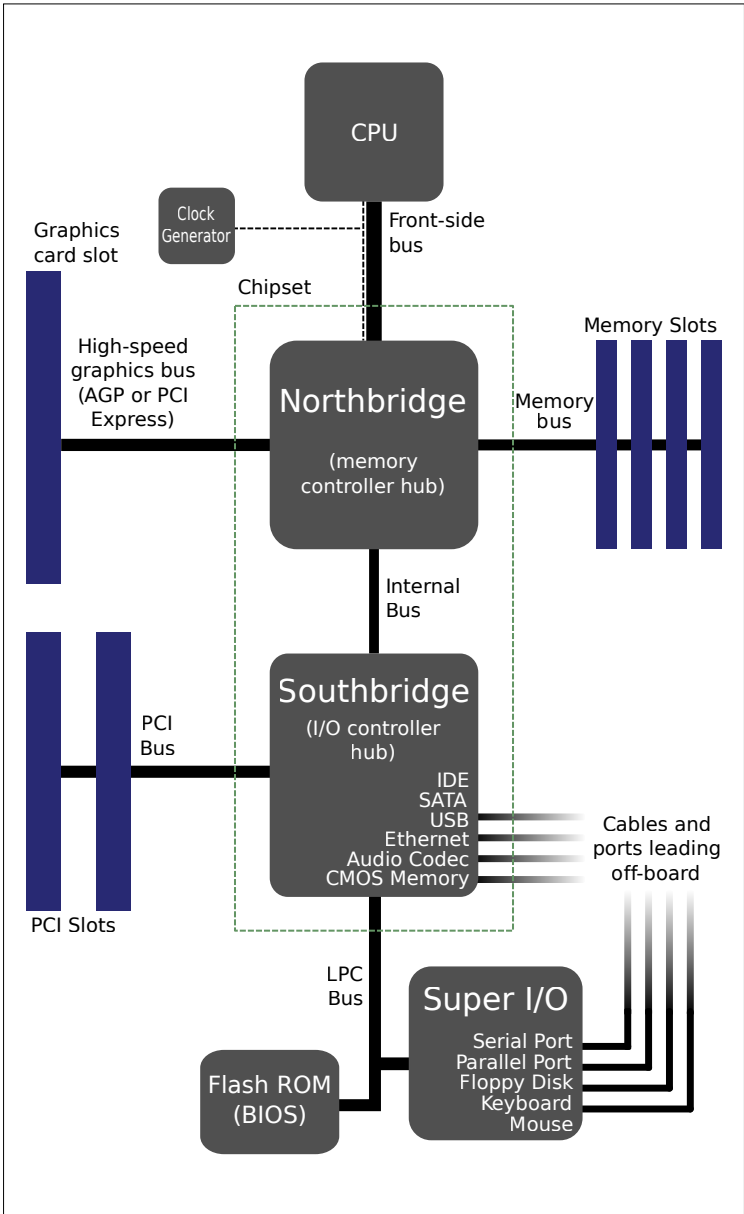 CPU
Clock
Generator
Front-side
bus
Graphics
card slot
Chipset
High-speed
graphics bus
(AGP or PCI
Express)
Northbridge
(memory
controller hub)
Memory
bus
Memory Slots
Internal
Bus
Southbridge
(I/O controller
hub)
IDE
SATA
USB
Ethernet
Audio Codec
CMOS Memory
PCI
Bus
PCI Slots
Cables and
ports leading
off-board
LPC
Bus
Super I/O
Serial Port
Parallel Port
Floppy Disk
Keyboard
Mouse
Flash ROM
(BIOS)